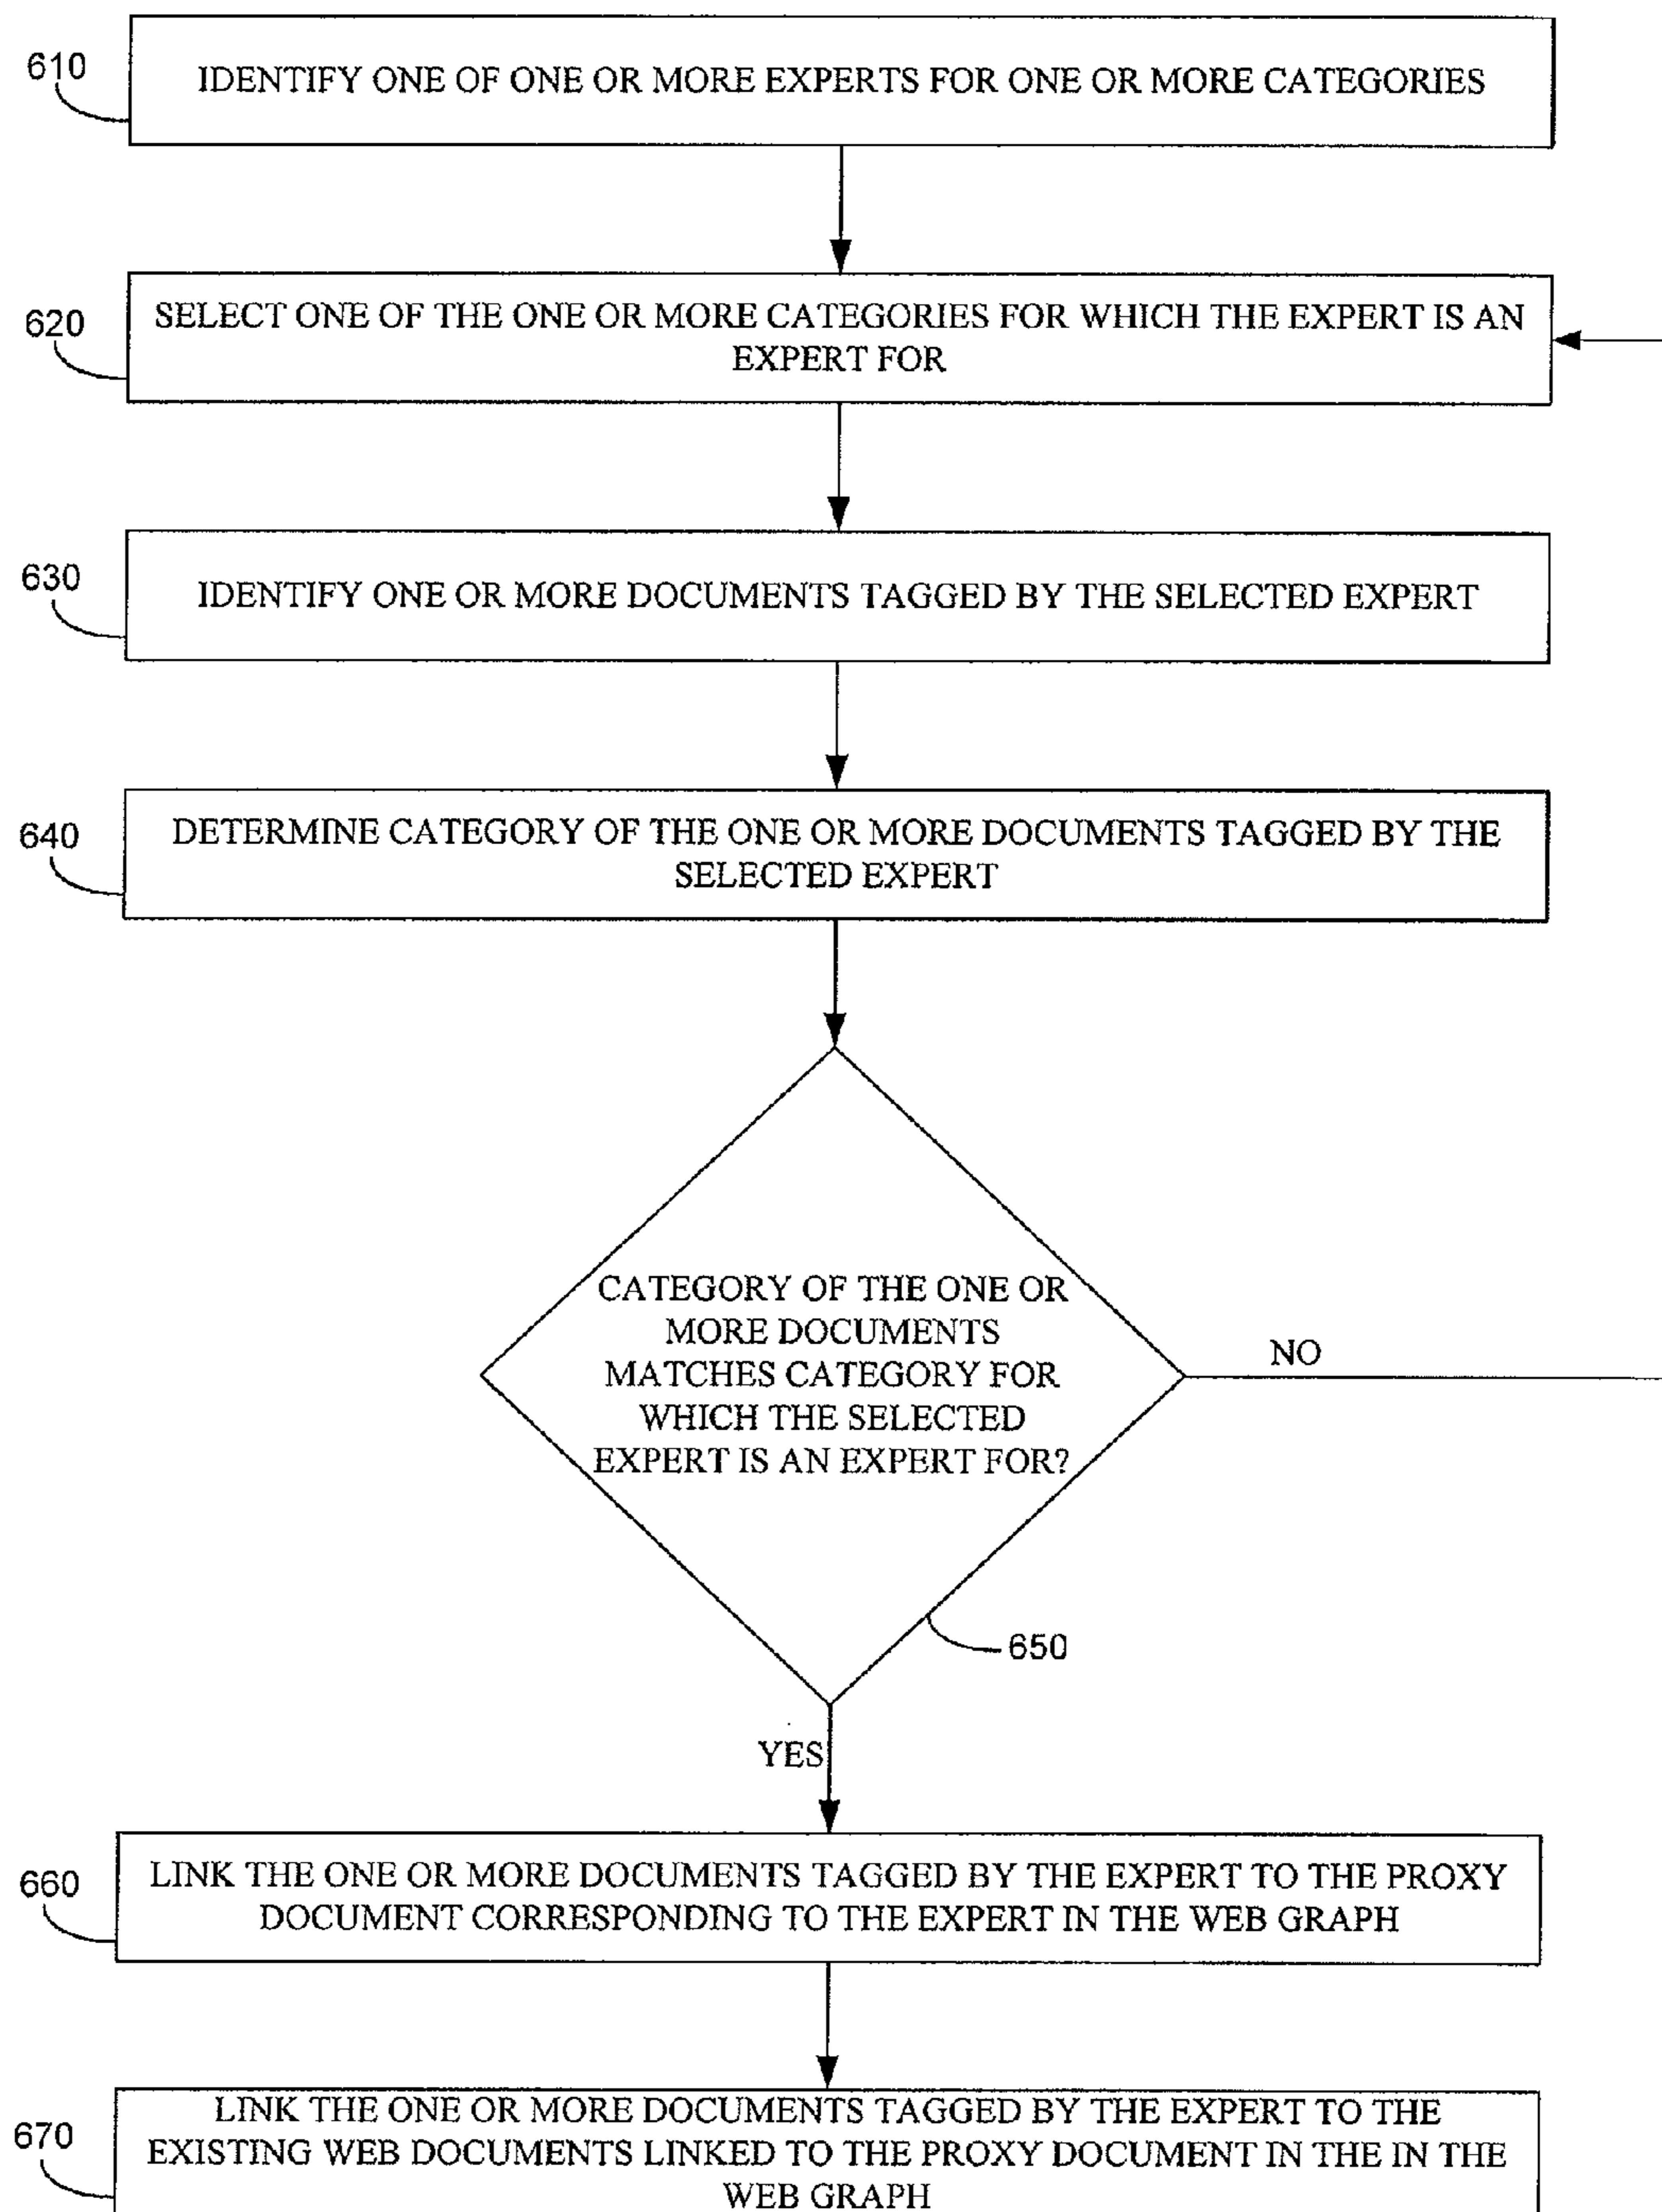 610
IDENTIFY ONE OF ONE OR MORE EXPERTS FOR ONE OR MORE CATEGORIES
620
SELECT ONE OF THE ONE OR MORE CATEGORIES FOR WHICH THE EXPERT IS AN
EXPERT FOR
630
IDENTIFY ONE OR MORE DOCUMENTS TAGGED BY THE SELECTED EXPERT
640
DETERMINE CATEGORY OF THE ONE OR MORE DOCUMENTS TAGGED BY THE
SELECTED EXPERT
CATEGORY OF THE ONE OR
MORE DOCUMENTS
MATCHES CATEGORY FOR
WHICH THE SELECTED
EXPERT IS AN EXPERT FOR?
NO
650
YES
660
LINK THE ONE OR MORE DOCUMENTS TAGGED BY THE EXPERT TO THE PROXY
DOCUMENT CORRESPONDING TO THE EXPERT IN THE WEB GRAPH
670
LINK THE ONE OR MORE DOCUMENTS TAGGED BY THE EXPERT TO THE
EXISTING WEB DOCUMENTS LINKED TO THE PROXY DOCUMENT IN THE IN THE
WEB GRAPH